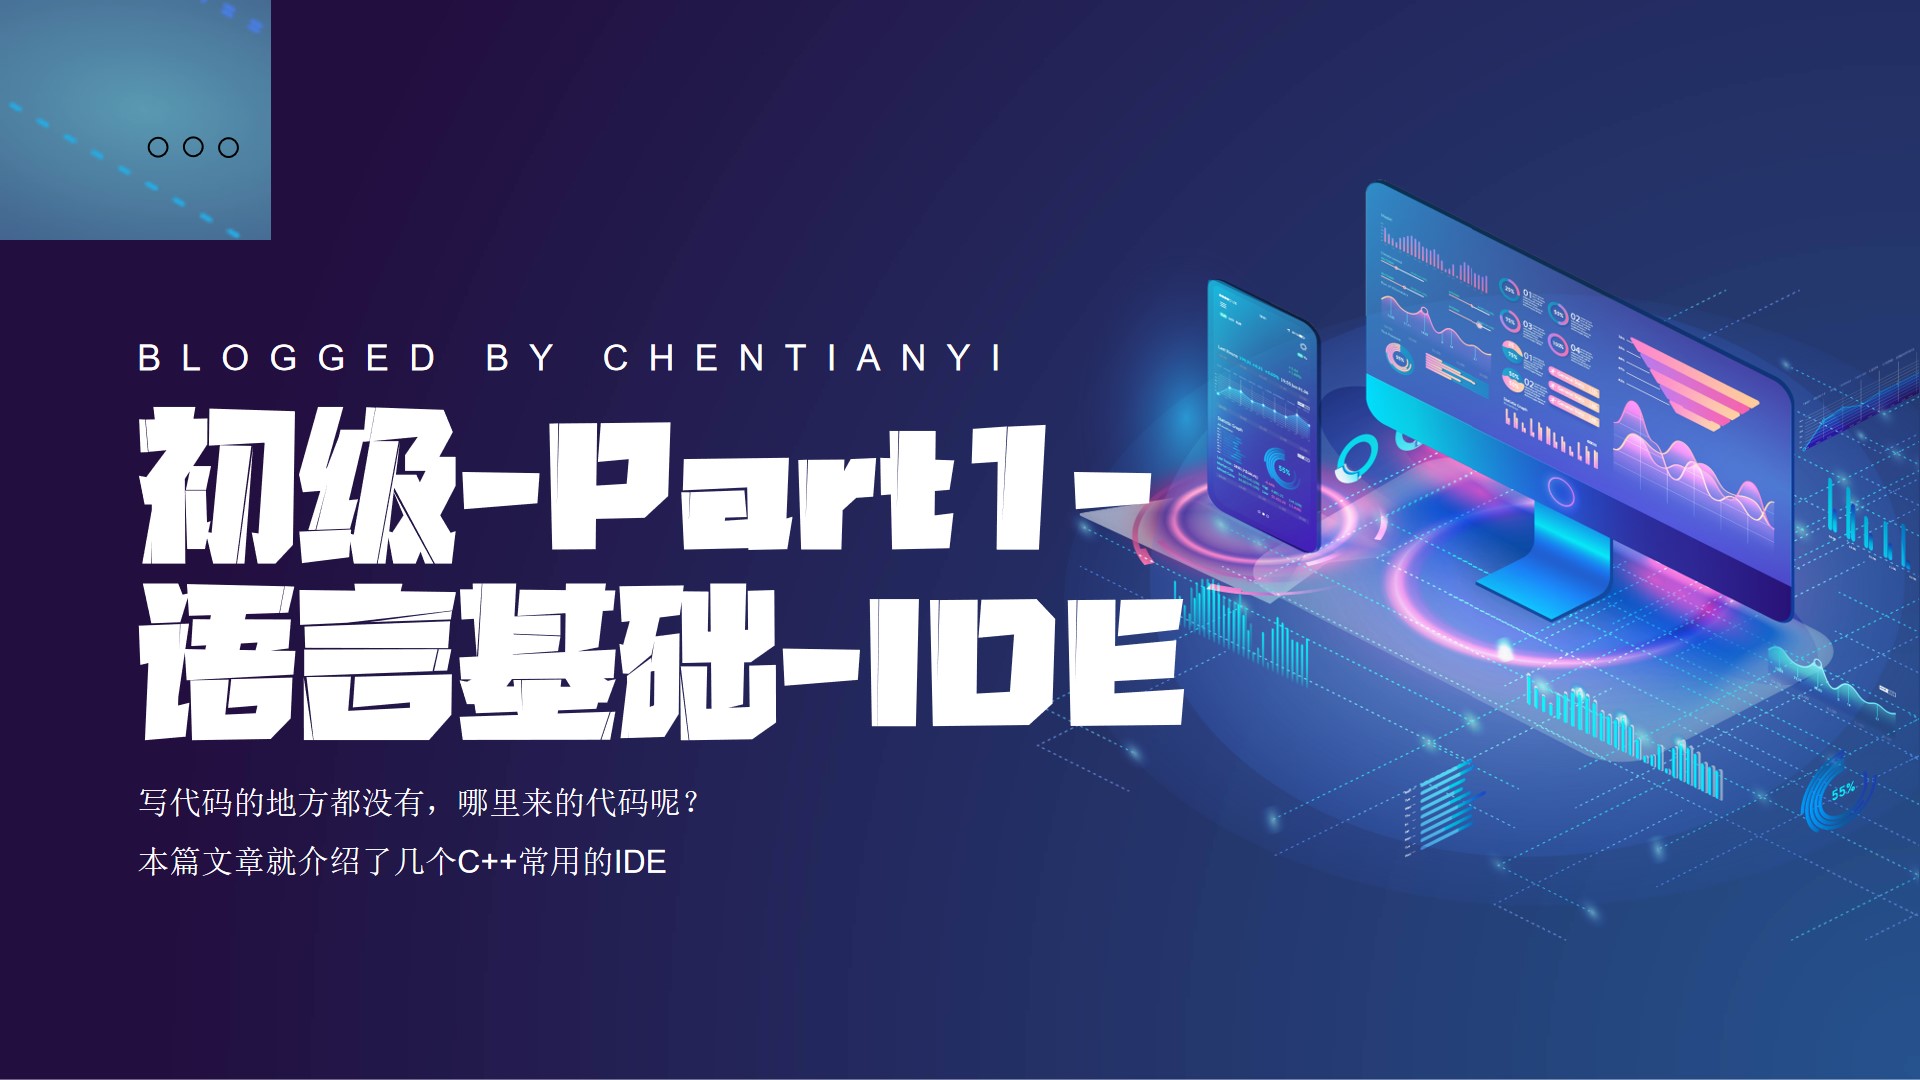 BLOGGED BY CHENTIANYI
初级-Part1-
语言基础-IDE
写代码的地方都没有，哪里来的代码呢？
本篇文章就介绍了几个C++常用的IDE
55%